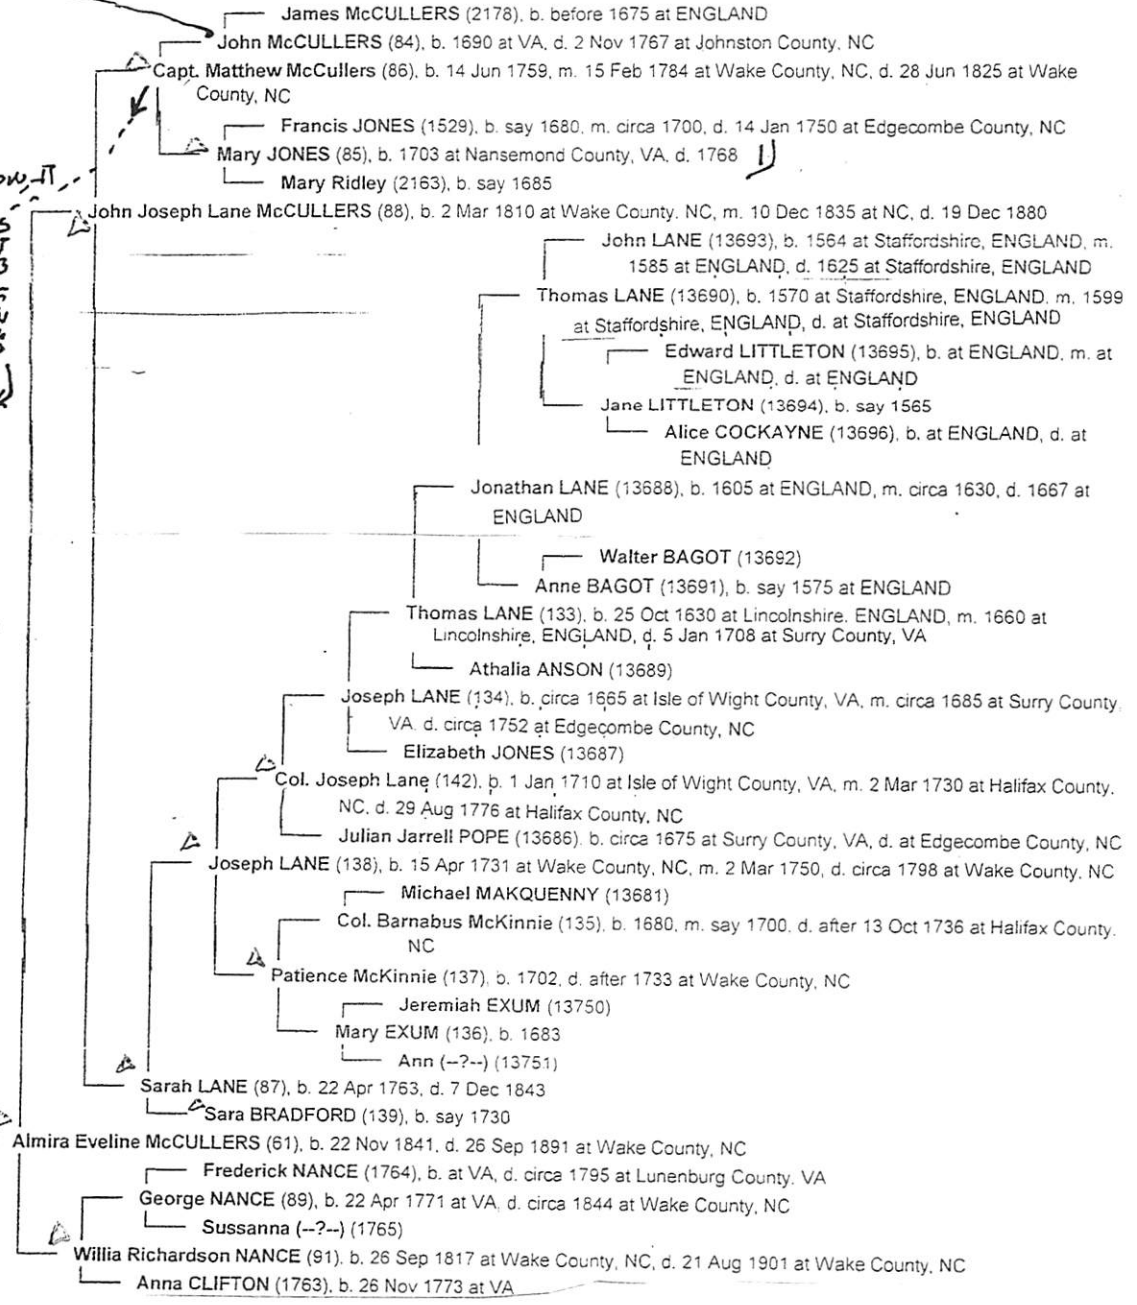 James McCULLERS (2178), b. before 1675 at ENGLAND
John McCULLERS (84), b. 1690 at VA, d. 2 Nov 1767 at Johnston County, NC
Capt. Matthew McCullers (86), b. 14 Jun 1759, m. 15 Feb 1784 at Wake County, NC, d. 28 Jun 1825 at Wake
County, NC
Francis JONES (1529), b. say 1680, m. circa 1700, d. 14 Jan 1750 at Edgecombe County, NC
Mary JONES (85), b. 1703 at Nansemond County, VA, d. 1768
Mary Ridley (2163), b. say 1685
John Joseph Lane McCULLERS (88), b. 2 Mar 1810 at Wake County, NC, m. 10 Dec 1835 at NC, d. 19 Dec 1880
John LANE (13693), b. 1564 at Staffordshire, ENGLAND, m.
1585 at ENGLAND, d. 1625 at Staffordshire, ENGLAND
Thomas LANE (13690), b. 1570 at Staffordshire, ENGLAND, m. 1599
at Staffordshire, ENGLAND, d. at Staffordshire, ENGLAND
Edward LITTLETON (13695), b. at ENGLAND, m. at
ENGLAND, d. at ENGLAND
Jane LITTLETON (13694), b. say 1565
Alice COCKAYNE (13696), b. at ENGLAND, d. at
ENGLAND
Jonathan LANE (13688), b. 1605 at ENGLAND, m. circa 1630, d. 1667 at
ENGLAND
Walter BAGOT (13692)
Anne BAGOT (13691), b. say 1575 at ENGLAND
Thomas LANE (133), b. 25 Oct 1630 at Lincolnshire, ENGLAND, m. 1660 at
Lincolnshire, ENGLAND, d. 5 Jan 1708 at Surry County, VA
Athalia ANSON (13689)
Joseph LANE (134), b. circa 1665 at Isle of Wight County, VA, m. circa 1685 at Surry County,
VA, d. circa 1752 at Edgecombe County, NC
Elizabeth JONES (13687)
Col. Joseph Lane (142), b. 1 Jan 1710 at Isle of Wight County, VA, m. 2 Mar 1730 at Halifax County,
NC, d. 29 Aug 1776 at Halifax County, NC
Julian Jarrell POPE (13686), b. circa 1675 at Surry County, VA, d. at Edgecombe County, NC
Joseph LANE (138), b. 15 Apr 1731 at Wake County, NC, m. 2 Mar 1750, d. circa 1798 at Wake County, NC
Michael MAKQUENNY (13681)
Col. Barnabus McKinnie (135), b. 1680, m. say 1700, d. after 13 Oct 1736 at Halifax County,
NC
Patience McKinnie (137), b. 1702, d. after 1733 at Wake County, NC
Jeremiah EXUM (13750)
Mary EXUM (136), b. 1683
Ann (--?--) (13751)
Sarah LANE (87), b. 22 Apr 1763, d. 7 Dec 1843
Sara BRADFORD (139), b. say 1730
Almira Eveline McCULLERS (61), b. 22 Nov 1841, d. 26 Sep 1891 at Wake County, NC
Frederick NANCE (1764), b. at VA, d. circa 1795 at Lunenburg County, VA
George NANCE (89), b. 22 Apr 1771 at VA, d. circa 1844 at Wake County, NC
Sussanna (--?--) (1765)
Willia Richardson NANCE (91), b. 26 Sep 1817 at Wake County, NC, d. 21 Aug 1901 at Wake County, NC
Anna CLIFTON (1763), b. 26 Nov 1773 at VA